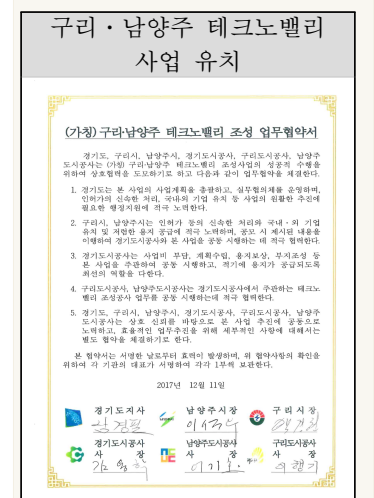 구리·남양주 테크노밸리
사업 유치
(가칭) 구리·남양주 테크노밸리 조성 업무협약서
경기도, 구리시, 남양주시, 경기도시공사, 구리도시공사, 남양주
도시공사는 (가칭) 구리·남양주 테크노밸리 조성사업의 성공적 수행을
위하여 상호협력을 도모하기로 하고 다음과 같이 업무협약을 체결한다.
1. 경기도는 본 사업의 사업계획을 총괄하고, 실무협의체를 운영하며,
인허가의 신속한 처리, 국내·외 기업 유치 등 사업의 원활한 추진에
필요한 행정지원에 적극 노력한다.
2. 구리시, 남양주시는 인허가 등의 신속한 처리와 국내·외 기업
유치 및 저렴한 용지 공급에 적극 노력하며, 공모 시 제시된 내용을
이행하여 경기도시공사와 본 사업을 공동 시행하는 데 적극 협력한다.
3. 경기도시공사는 사업비 부담, 계획수립, 용지보상, 부지조성 등
본 사업을 주관하여 공동 시행하고, 적기에 용지가 공급되도록
최선의 역할을 다한다.
4. 구리도시공사, 남양주도시공사는 경기도시공사에서 주관하는 테크노
밸리 조성공사 업무를 공동 시행하는데 적극 협력한다.
5. 경기도, 구리시, 남양주시, 경기도시공사, 구리도시공사, 남양주
도시공사는 상호 신뢰를 바탕으로 본 사업 추진에 공동으로
노력하고, 효율적인 업무추진을 위해 세부적인 사항에 대해서는
별도 협약을 체결하기로 한다.
본 협약서는 서명한 날로부터 효력이 발생하며, 위 협약사항의 확인을
위하여 각 기관의 대표가 서명하여 각각 1부씩 보관한다.
2017년 12월 11일
경기도지사 남양주시장 구리시장
경기도시공사 남양주도시공사 구리도시공사
사 장 사 장 사 장